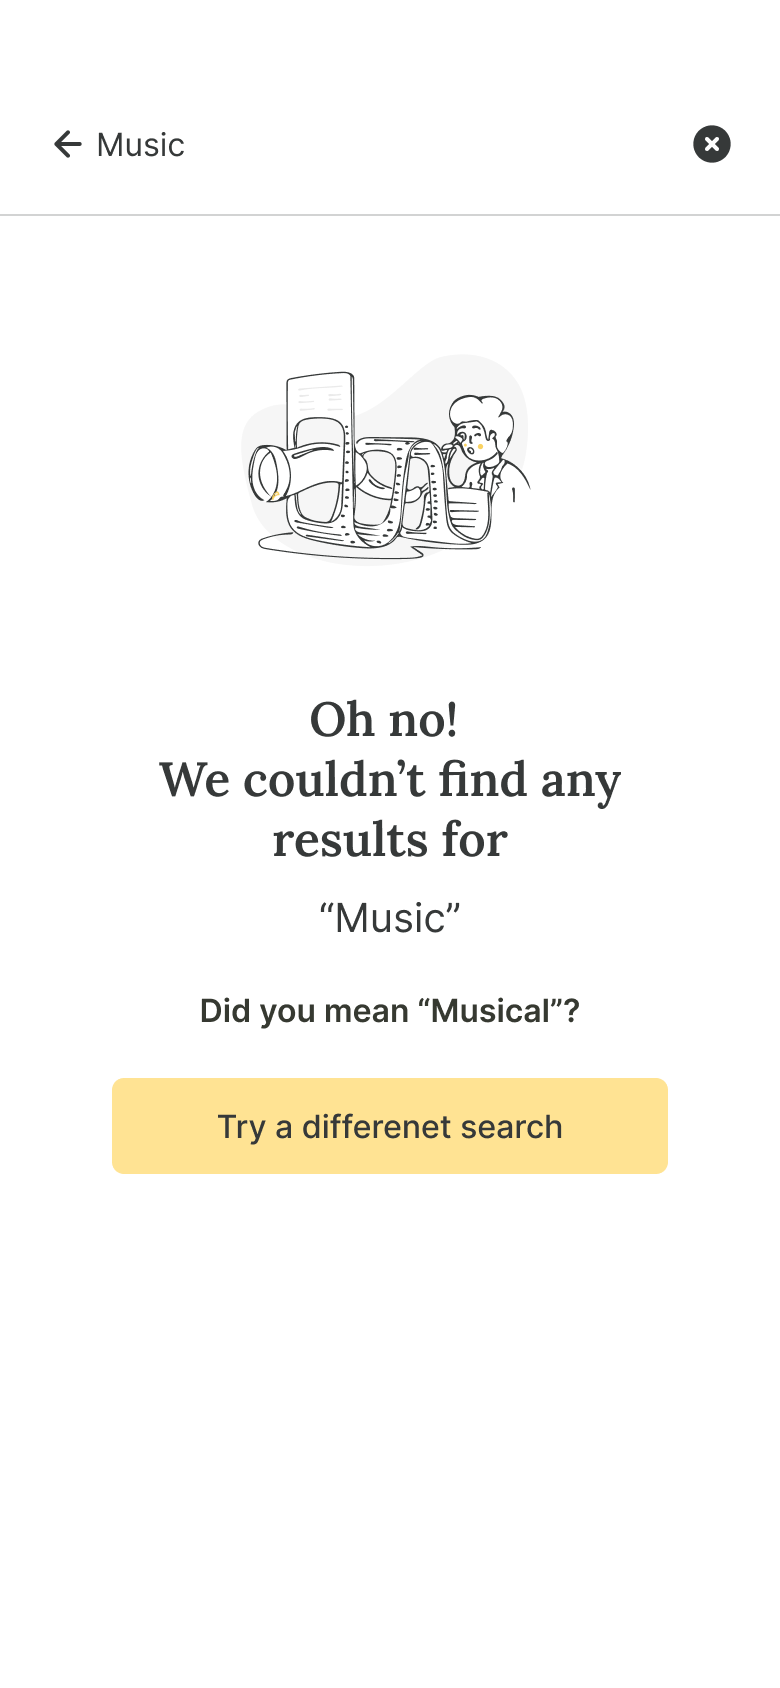 Music
Oh no!
We couldn’t find any
results for
“Music”
Did you mean “Musical”?
Try a differenet search